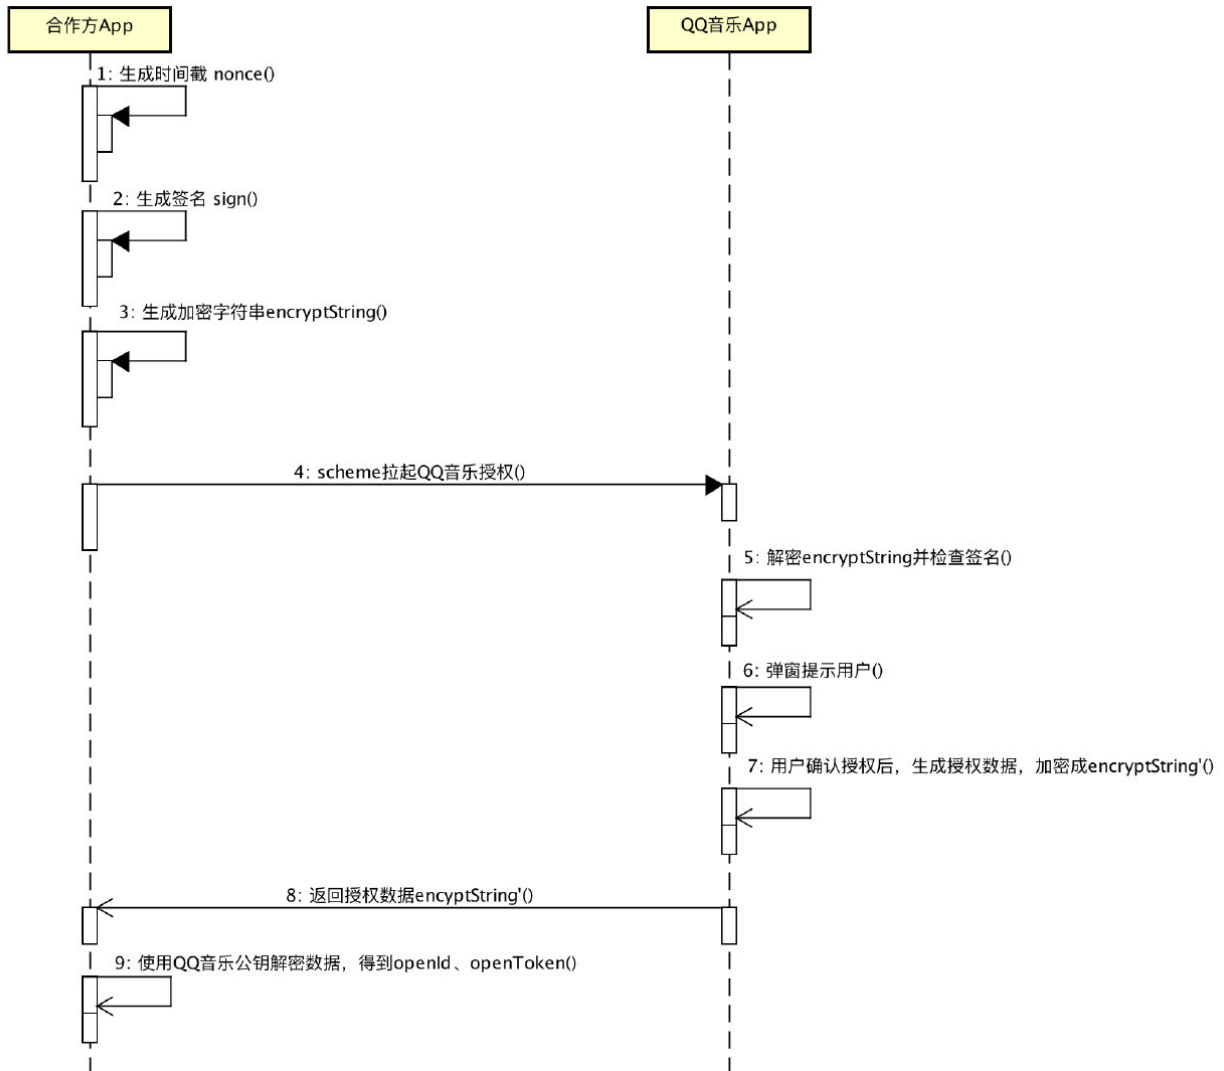 合作方App
QQ音乐App
1: 生成时间戳 nonce()
2: 生成签名 sign()
3: 生成加密字符串encryptString()
4: scheme拉起QQ音乐授权()
5: 解密encryptString并检查签名()
6: 弹窗提示用户()
7: 用户确认授权后，生成授权数据，加密成encryptString'()
8: 返回授权数据encyptString'()
9: 使用QQ音乐公钥解密数据，得到openId、openToken()